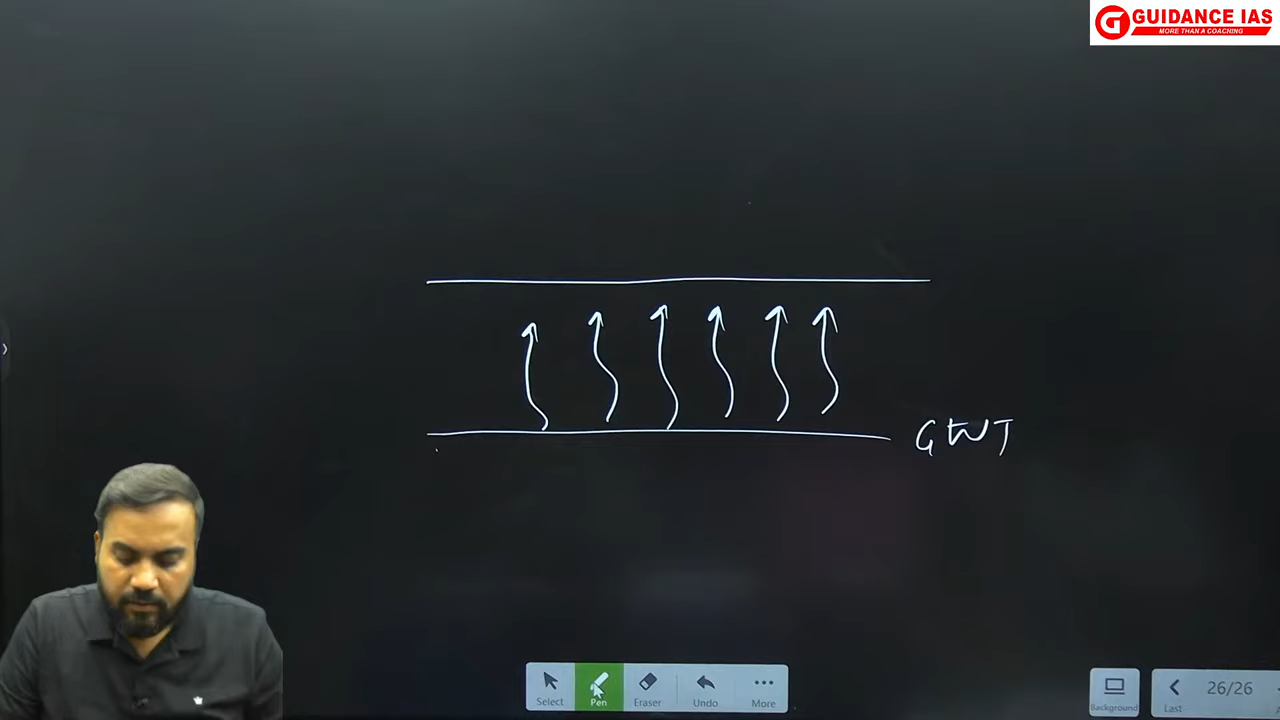 GUIDANCE IAS
MORE THAN A COACHING
GWT
Select
Pen
Eraser
Undo
More
Background
Last
26/26